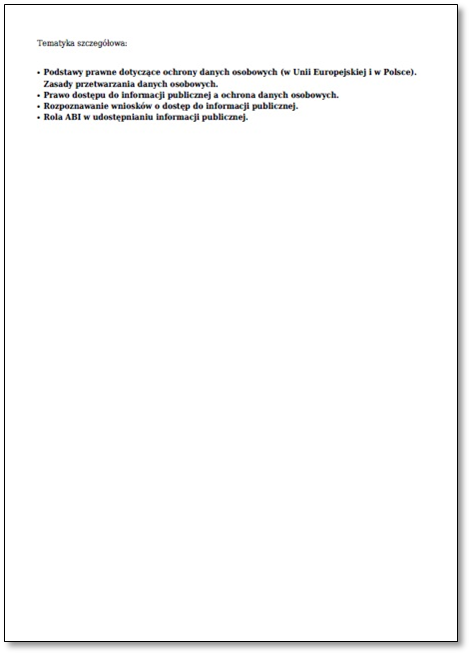 Tematyka szczegółowa:
• Podstawy prawne dotyczące ochrony danych osobowych (w Unii Europejskiej i w Polsce).
Zasady przetwarzania danych osobowych.
• Prawo dostępu do informacji publicznej a ochrona danych osobowych.
• Rozpoznawanie wniosków o dostęp do informacji publicznej.
• Rola ABI w udostępnianiu informacji publicznej.